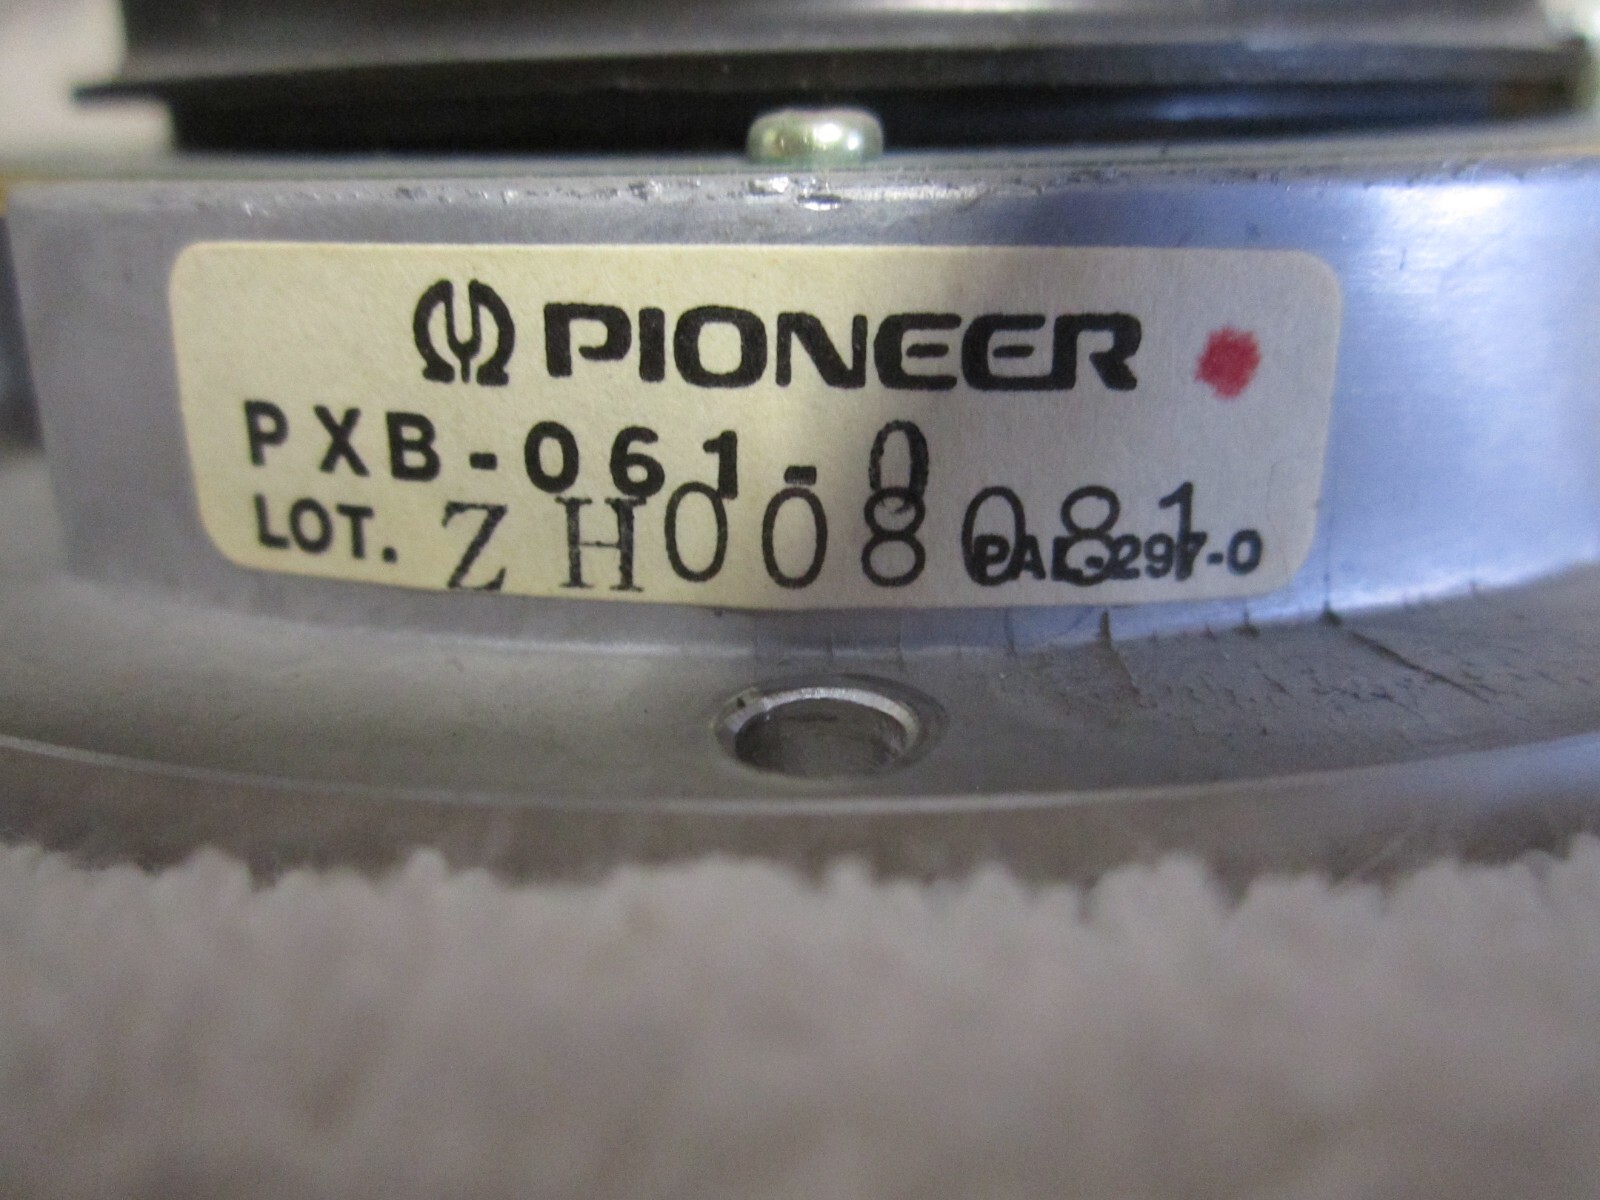 PIONEER
PXB-061-0
LOT. ZH008081
PAL-297-0